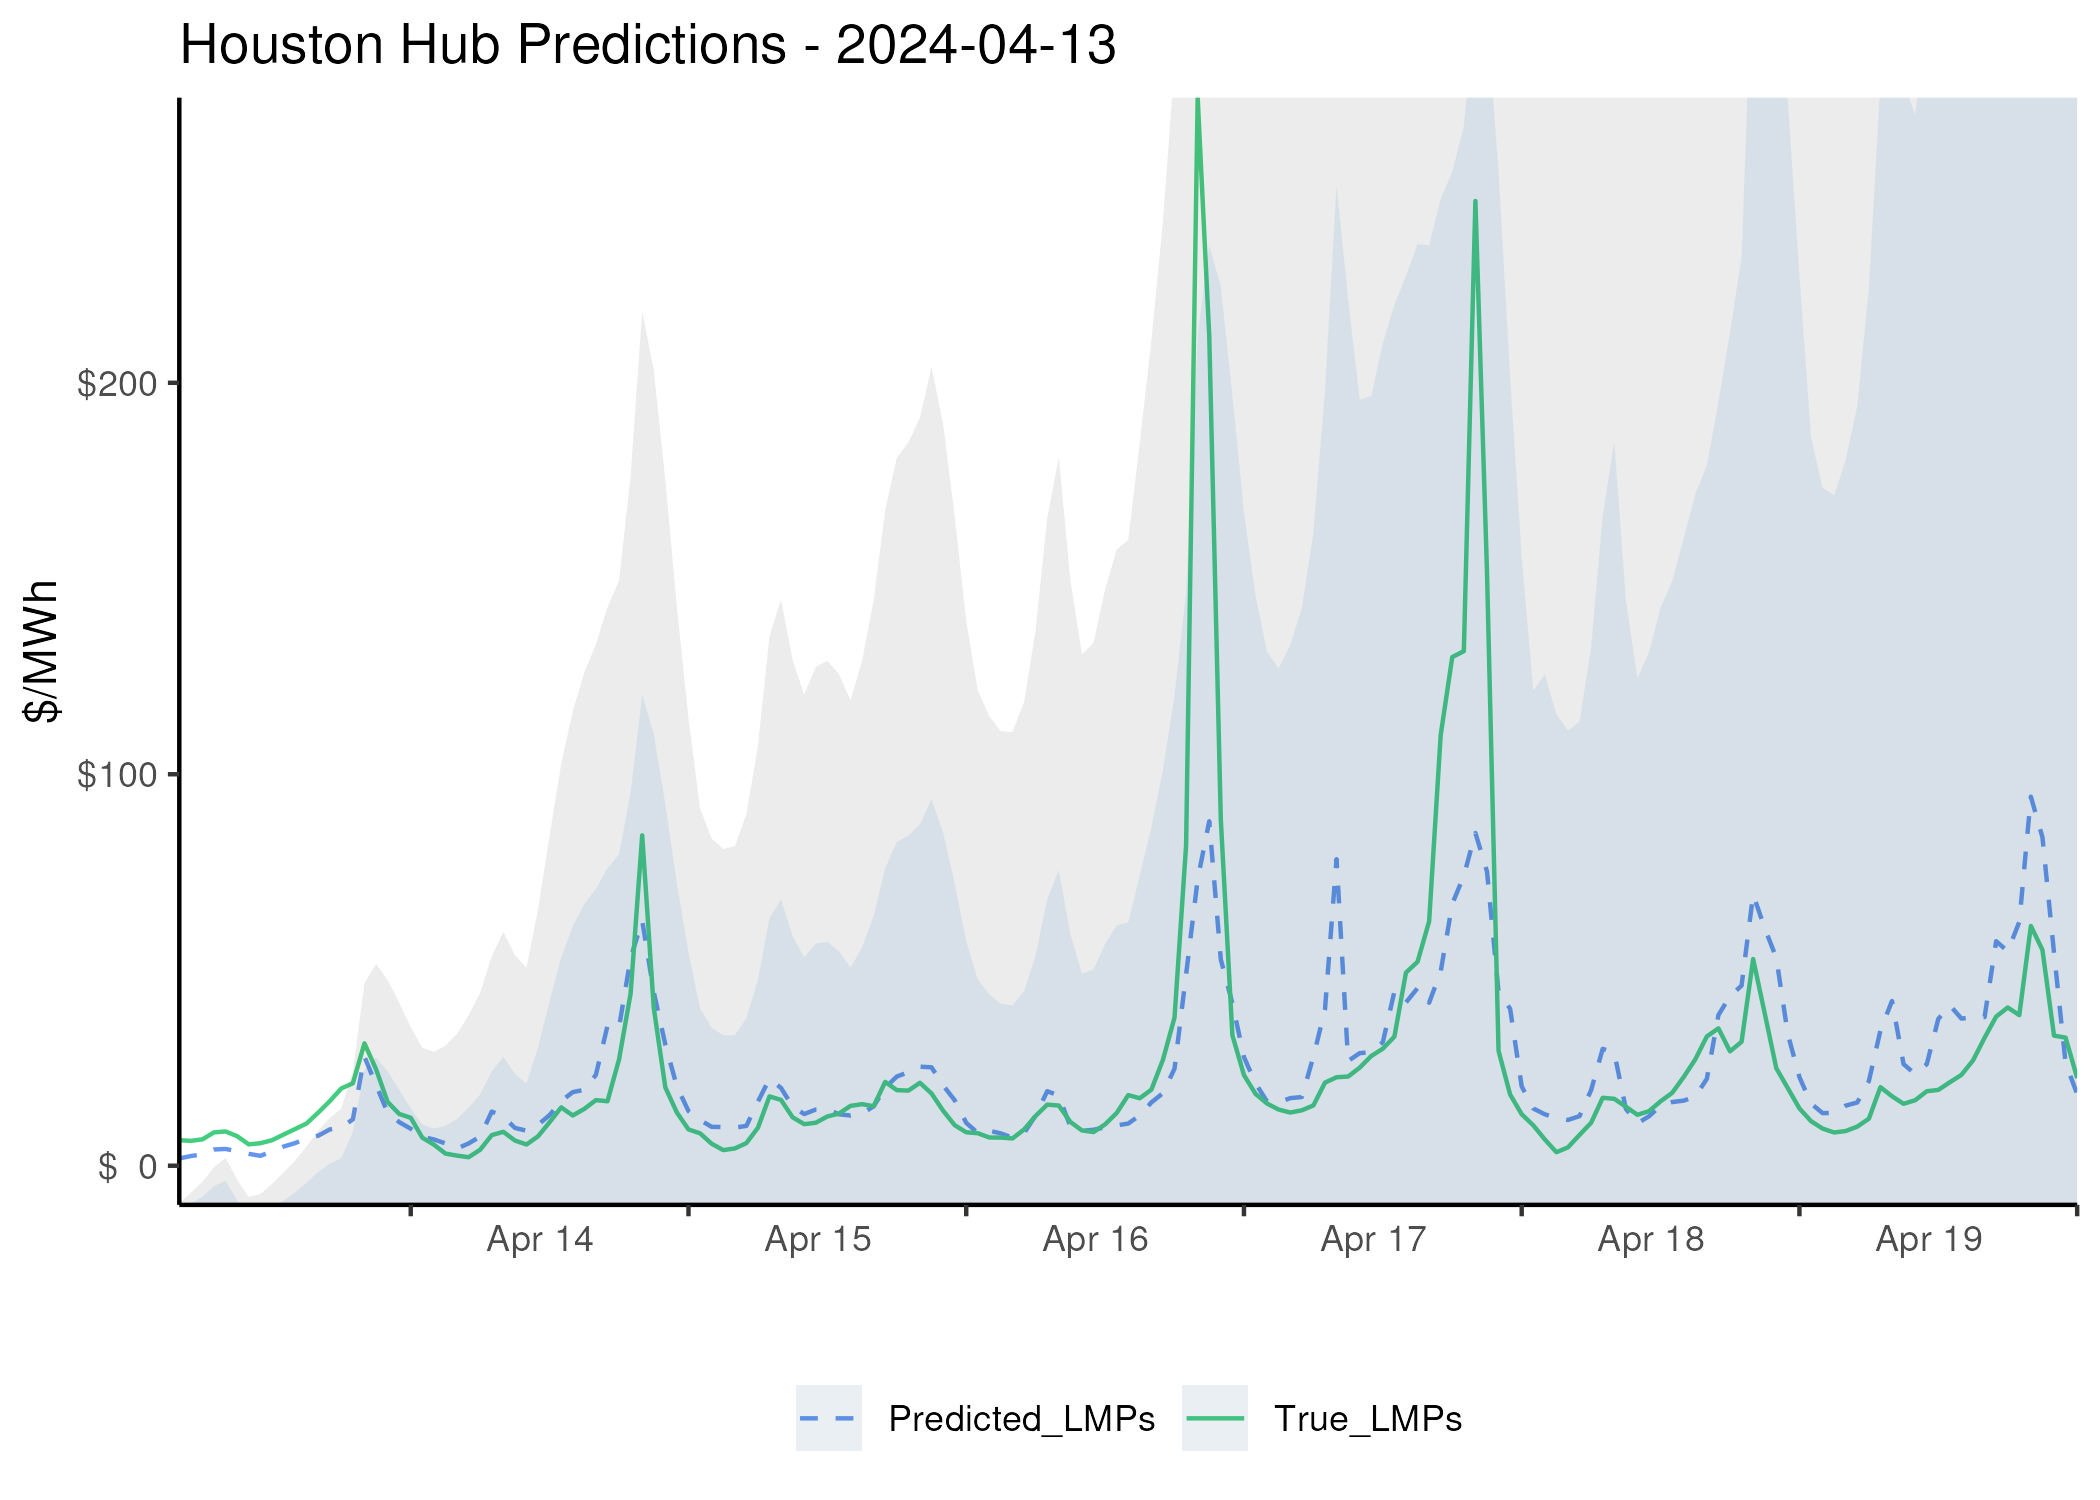 Houston Hub Predictions - 2024-04-13
$/MWh
$200
$100
$  0
Apr 14
Apr 15
Apr 16
Apr 17
Apr 18
Apr 19
Predicted_LMPs
True_LMPs